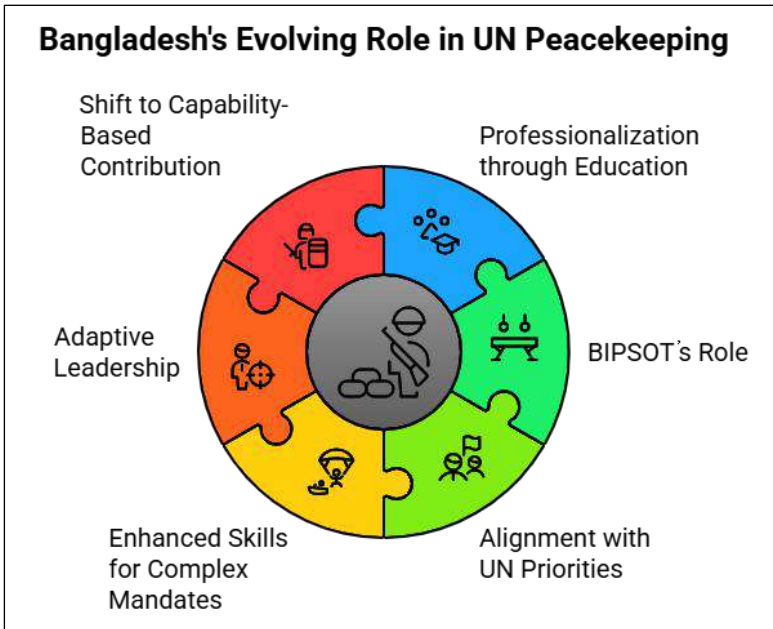 Bangladesh's Evolving Role in UN Peacekeeping
Shift to Capability-
Based
Contribution
Professionalization
through Education
Adaptive
Leadership
BIPSOT's Role
Enhanced Skills
for Complex
Mandates
Alignment with
UN Priorities